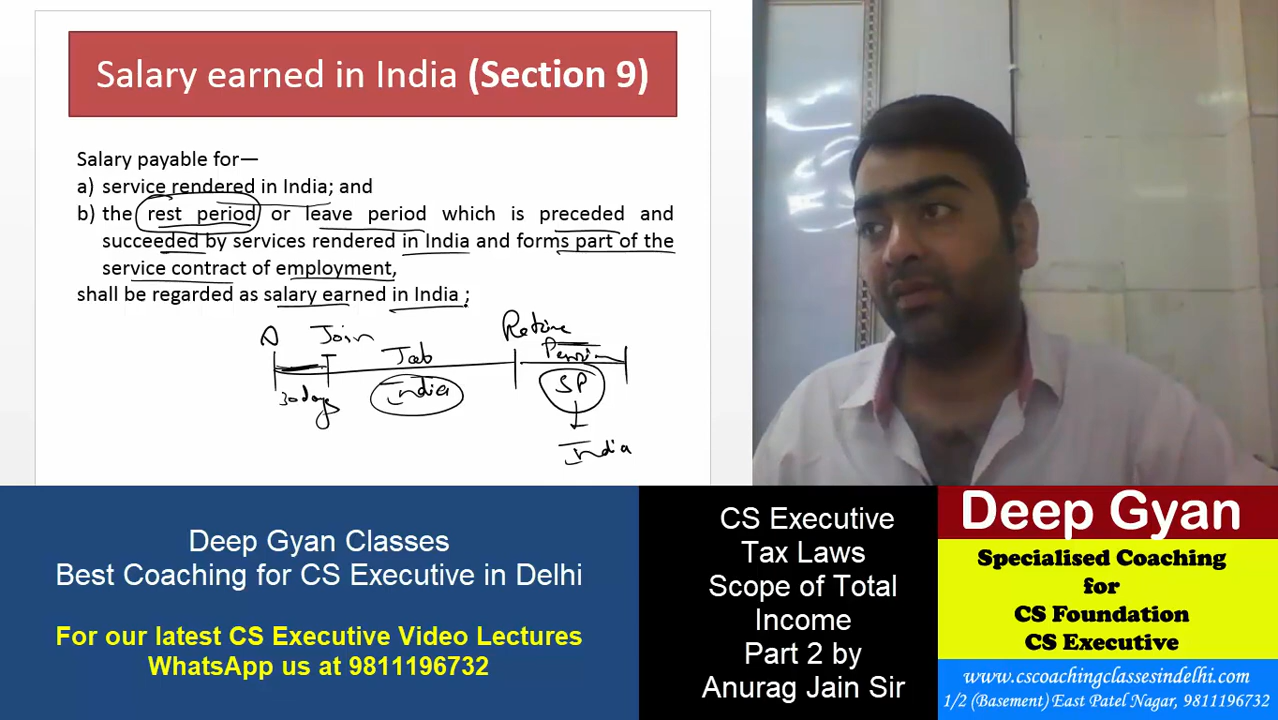 Salary earned in India (Section 9)
Salary payable for—
a) service rendered in India; and
b) the rest period or leave period which is preceded and
succeeded by services rendered in India and forms part of the
service contract of employment,
shall be regarded as salary earned in India ;
Join
Retire
Job
Pension
30 days
India
SP
India
Deep Gyan Classes
Best Coaching for CS Executive in Delhi
For our latest CS Executive Video Lectures
WhatsApp us at 9811196732
CS Executive
Tax Laws
Scope of Total
Income
Part 2 by
Anurag Jain Sir
Deep Gyan
Specialised Coaching
for
CS Foundation
CS Executive
www.cscoachingclassesindelhi.com
1/2 (Basement) East Patel Nagar, 9811196732